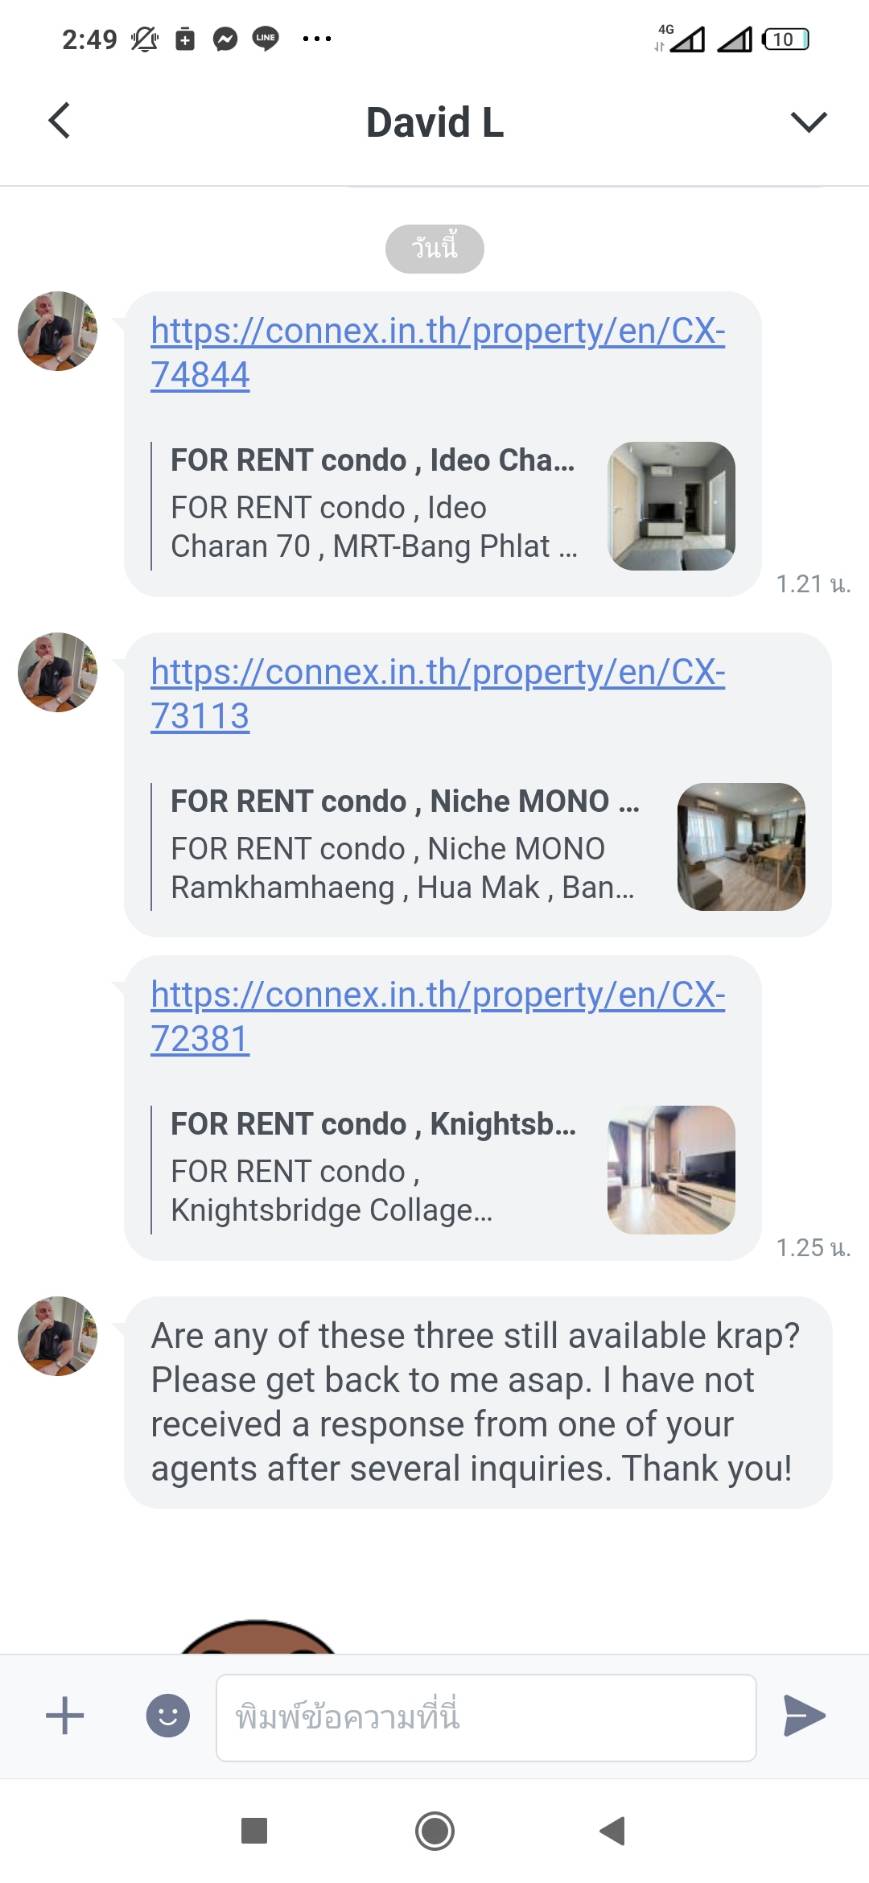 2:49
LINE
4G
10
David L
วันนี้
https://connex.in.th/property/en/CX-
74844
FOR RENT condo , Ideo Cha...
FOR RENT condo , Ideo
Charan 70 , MRT-Bang Phlat ...
1.21 น.
https://connex.in.th/property/en/CX-
73113
FOR RENT condo , Niche MONO ...
FOR RENT condo , Niche MONO
Ramkhamhaeng , Hua Mak , Ban...
https://connex.in.th/property/en/CX-
72381
FOR RENT condo , Knightsb...
FOR RENT condo ,
Knightsbridge Collage...
1.25 น.
Are any of these three still available krap?
Please get back to me asap. I have not
received a response from one of your
agents after several inquiries. Thank you!
พิมพ์ข้อความที่นี่